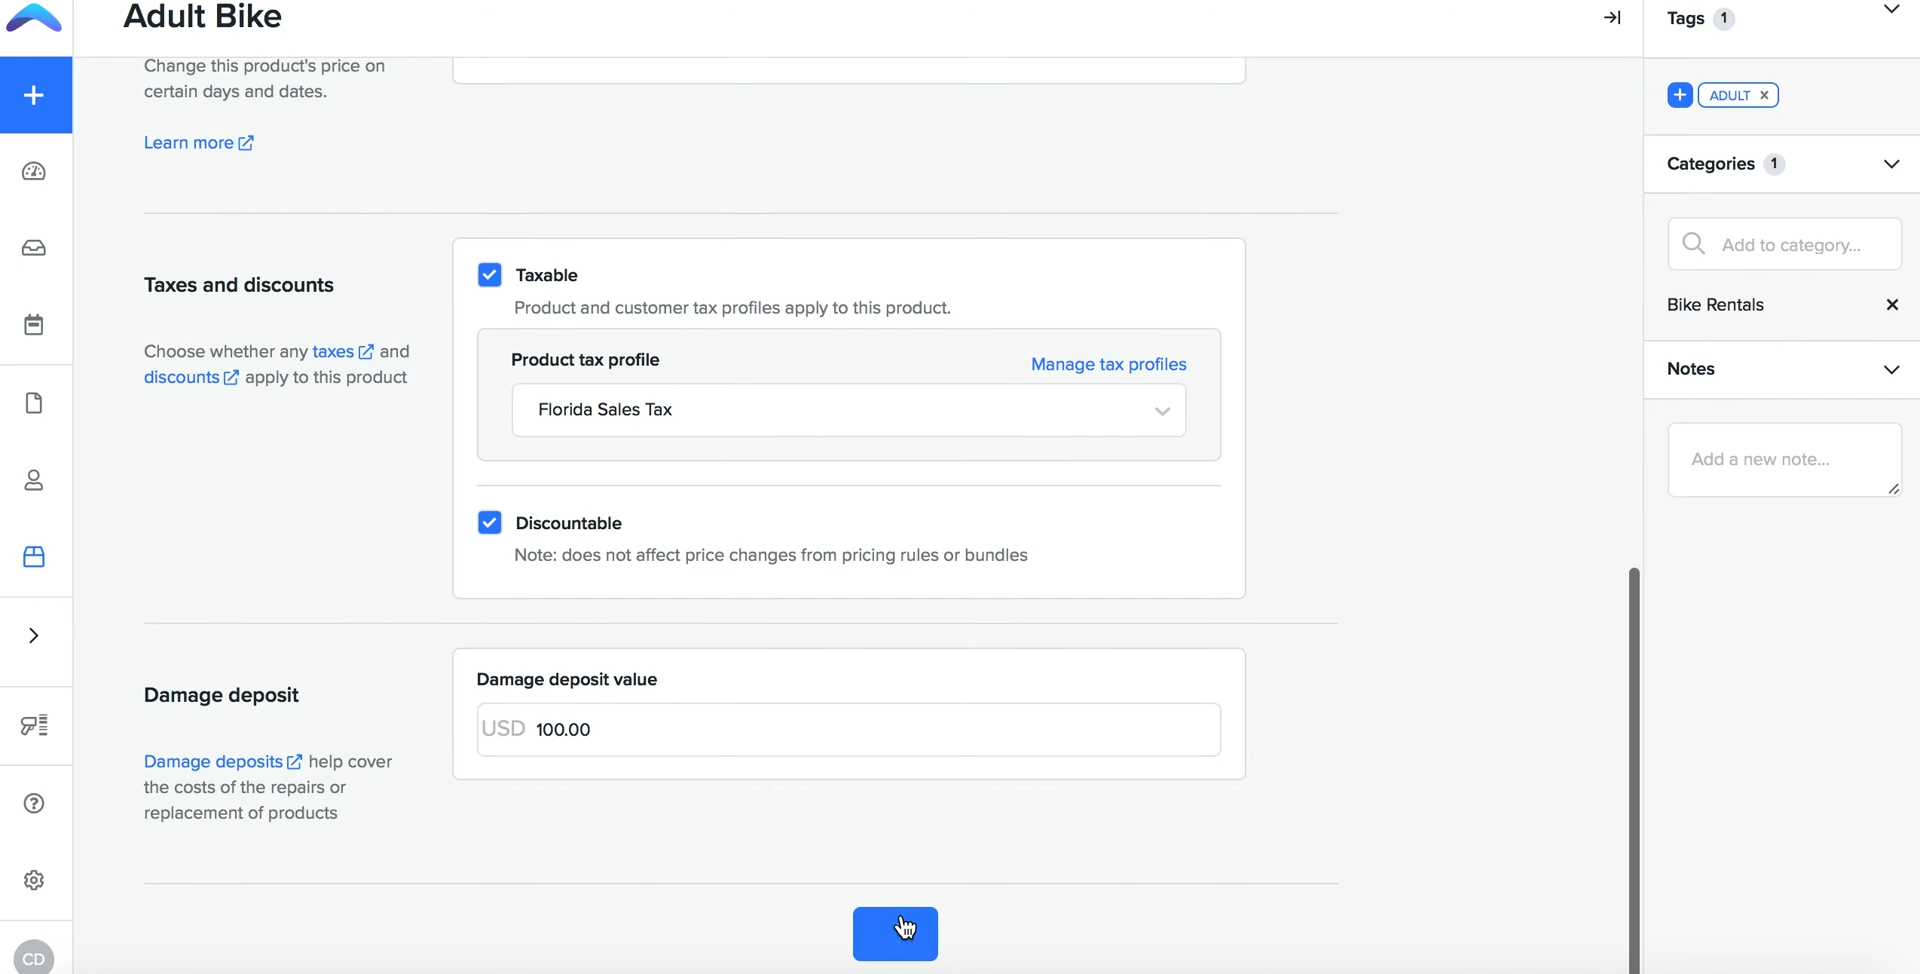 Adult Bike
Change this product's price on
certain days and dates.
Learn more
Taxes and discounts
Choose whether any taxes and
discounts apply to this product
Taxable
Product and customer tax profiles apply to this product.
Product tax profile
Manage tax profiles
Florida Sales Tax
Discountable
Note: does not affect price changes from pricing rules or bundles
Damage deposit
Damage deposits help cover
the costs of the repairs or
replacement of products
Damage deposit value
USD 100.00
Tags 1
ADULT
Categories 1
Add to category...
Bike Rentals
Notes
Add a new note...
CD